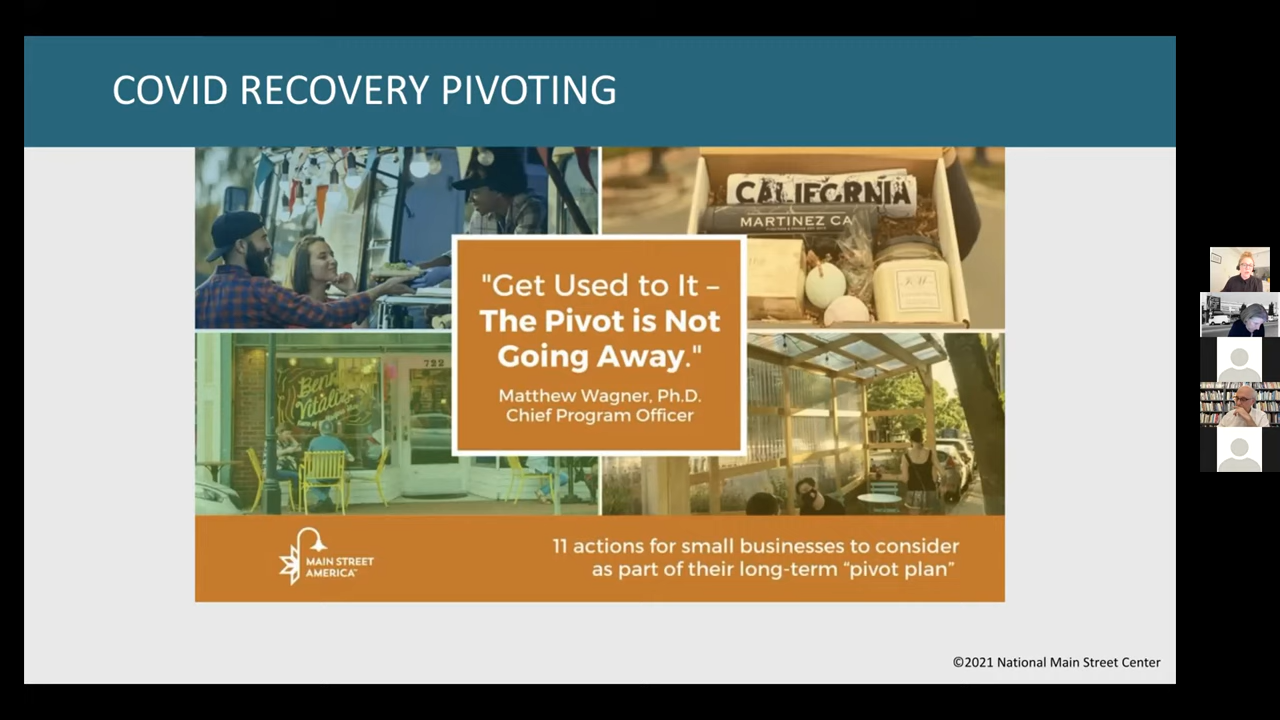 COVID RECOVERY PIVOTING
CALIFORNIA
MARTINEZ CA
"Get Used to It –
The Pivot is Not
Going Away."
Matthew Wagner, Ph.D.
Chief Program Officer
722
MAIN STREET
AMERICA™
11 actions for small businesses to consider
as part of their long-term “pivot plan”
©2021 National Main Street Center